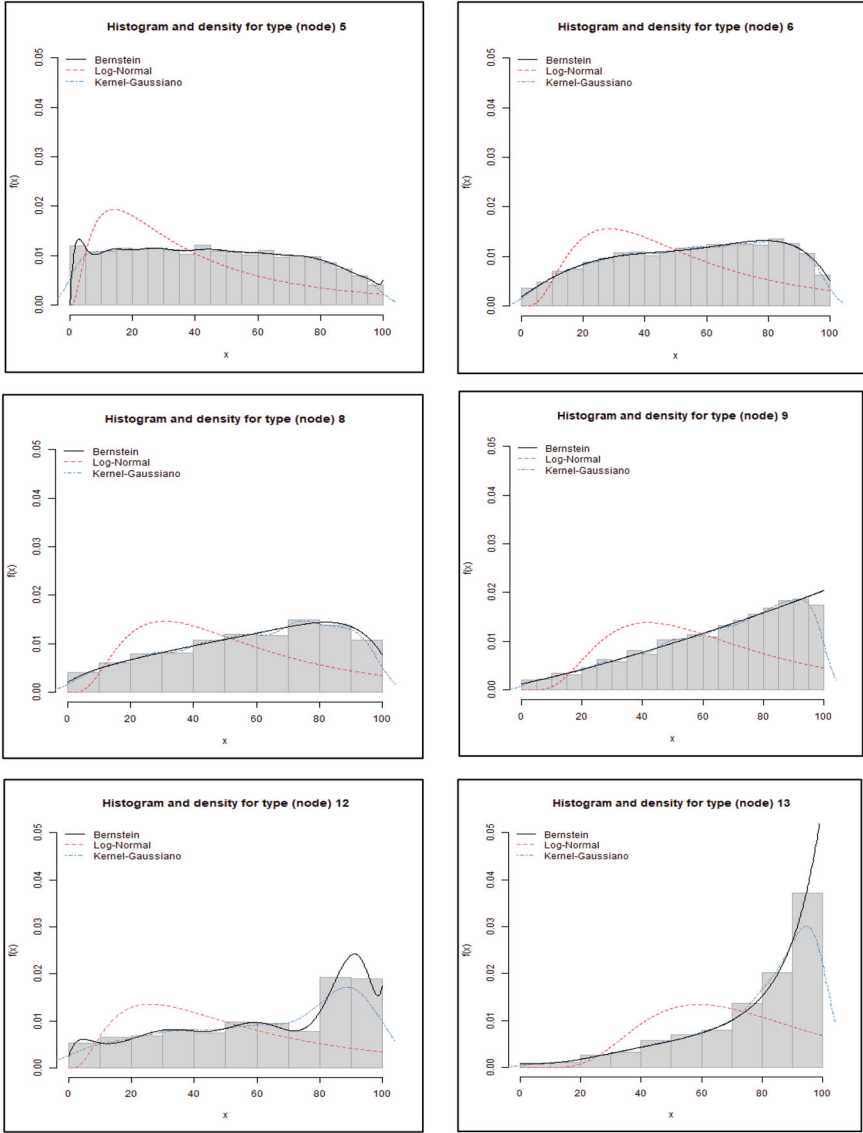 Histogram and density for type (node) 5
Bernstein
Log-Normal
Kernel-Gaussiano
f(x)
0.00 0.01 0.02 0.03 0.04 0.05
0 20 40 60 80 100
x
Histogram and density for type (node) 6
Bernstein
Log-Normal
Kernel-Gaussiano
f(x)
0.00 0.01 0.02 0.03 0.04 0.05
0 20 40 60 80 100
x
Histogram and density for type (node) 8
Bernstein
Log-Normal
Kernel-Gaussiano
f(x)
0.00 0.01 0.02 0.03 0.04 0.05
0 20 40 60 80 100
x
Histogram and density for type (node) 9
Bernstein
Log-Normal
Kernel-Gaussiano
f(x)
0.00 0.01 0.02 0.03 0.04 0.05
0 20 40 60 80 100
x
Histogram and density for type (node) 12
Bernstein
Log-Normal
Kernel-Gaussiano
f(x)
0.00 0.01 0.02 0.03 0.04 0.05
0 20 40 60 80 100
x
Histogram and density for type (node) 13
Bernstein
Log-Normal
Kernel-Gaussiano
f(x)
0.00 0.01 0.02 0.03 0.04 0.05
0 20 40 60 80 100
x